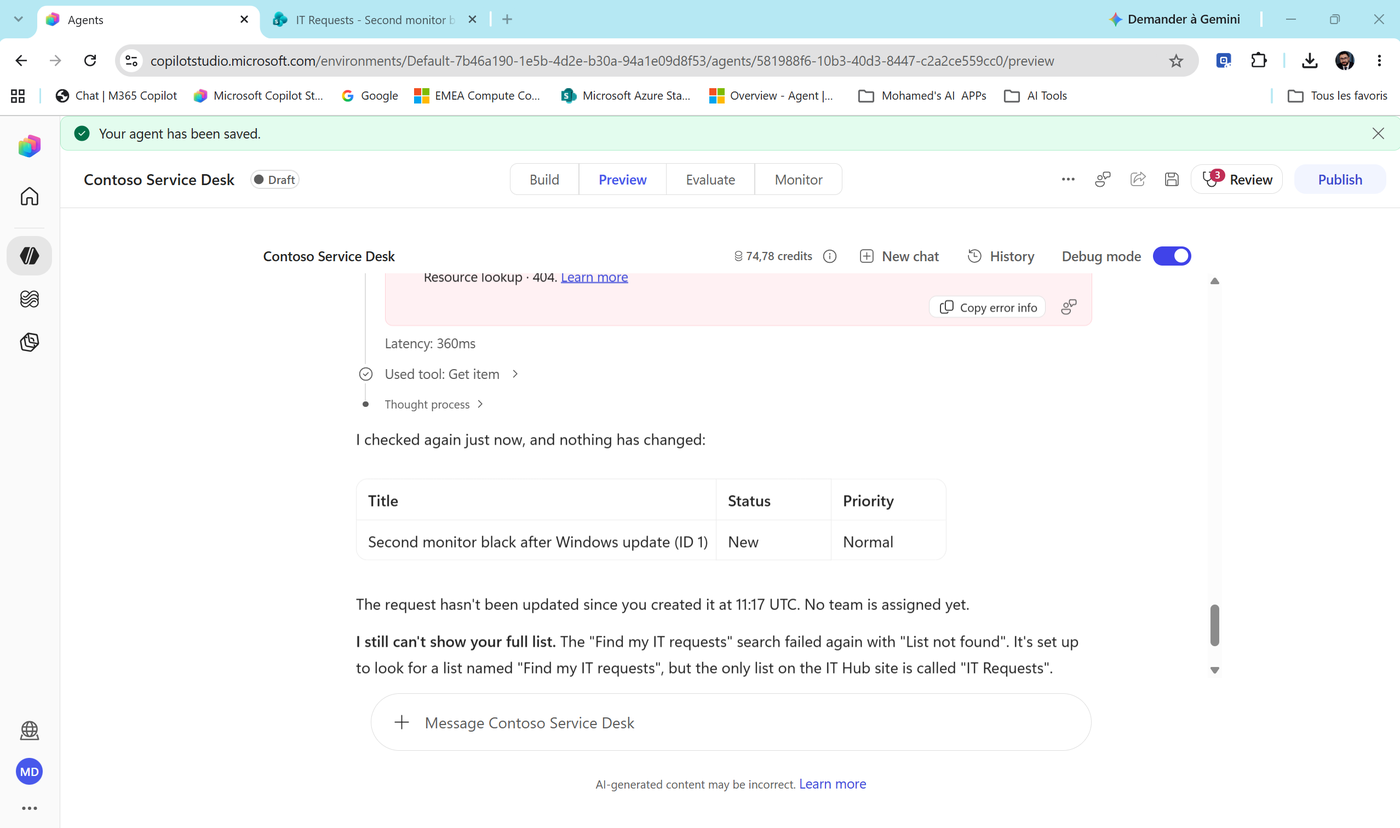 Agents
IT Requests - Second monitor b
Demander à Gemini
copilotstudio.microsoft.com/environments/Default-7b46a190-1e5b-4d2e-b30a-94a1e09d8f53/agents/581988f6-10b3-40d3-8447-c2a2ce559cc0/preview
Chat | M365 Copilot
Microsoft Copilot St...
Google
EMEA Compute Co...
Microsoft Azure Sta...
Overview - Agent |...
Mohamed's AI APPs
AI Tools
Tous les favoris
Your agent has been saved.
Contoso Service Desk
Draft
Build
Preview
Evaluate
Monitor
3
Review
Publish
Contoso Service Desk
74,78 credits
New chat
History
Debug mode
Resource lookup · 404. Learn more
Copy error info
Latency: 360ms
Used tool: Get item
Thought process
I checked again just now, and nothing has changed:
Title Status Priority
Second monitor black after Windows update (ID 1) New Normal
The request hasn't been updated since you created it at 11:17 UTC. No team is assigned yet.
I still can't show your full list. The "Find my IT requests" search failed again with "List not found". It's set up
to look for a list named "Find my IT requests", but the only list on the IT Hub site is called "IT Requests".
Message Contoso Service Desk
MD
AI-generated content may be incorrect. Learn more